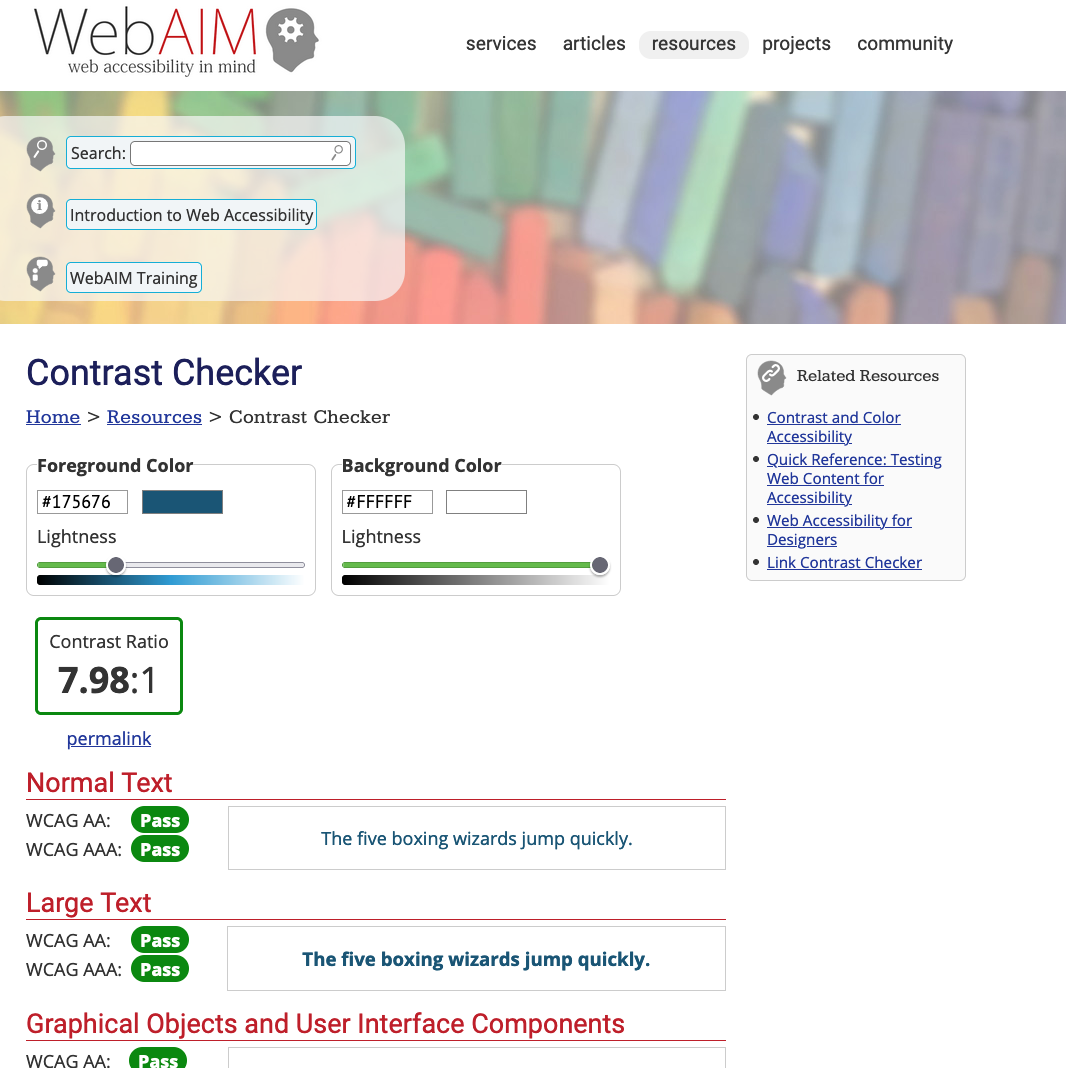 WebAIM
web accessibility in mind
services articles resources projects community
Search:
Introduction to Web Accessibility
WebAIM Training
Contrast Checker
Home > Resources > Contrast Checker
Foreground Color
#175676
Lightness
Background Color
#FFFFFF
Lightness
Contrast Ratio
7.98:1
permalink
Normal Text
WCAG AA: Pass
WCAG AAA: Pass
The five boxing wizards jump quickly.
Large Text
WCAG AA: Pass
WCAG AAA: Pass
The five boxing wizards jump quickly.
Graphical Objects and User Interface Components
WCAG AA: Pass
Related Resources
Contrast and Color
Accessibility
Quick Reference: Testing
Web Content for
Accessibility
Web Accessibility for
Designers
Link Contrast Checker